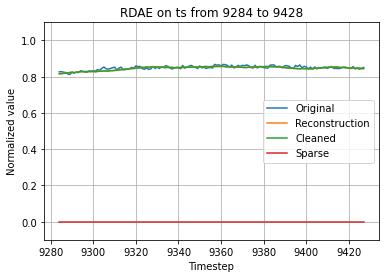 RDAE on ts from 9284 to 9428
Normalized value
1.0
0.8
0.6
0.4
0.2
0.0
Original
Reconstruction
Cleaned
Sparse
9280 9300 9320 9340 9360 9380 9400 9420
Timestep